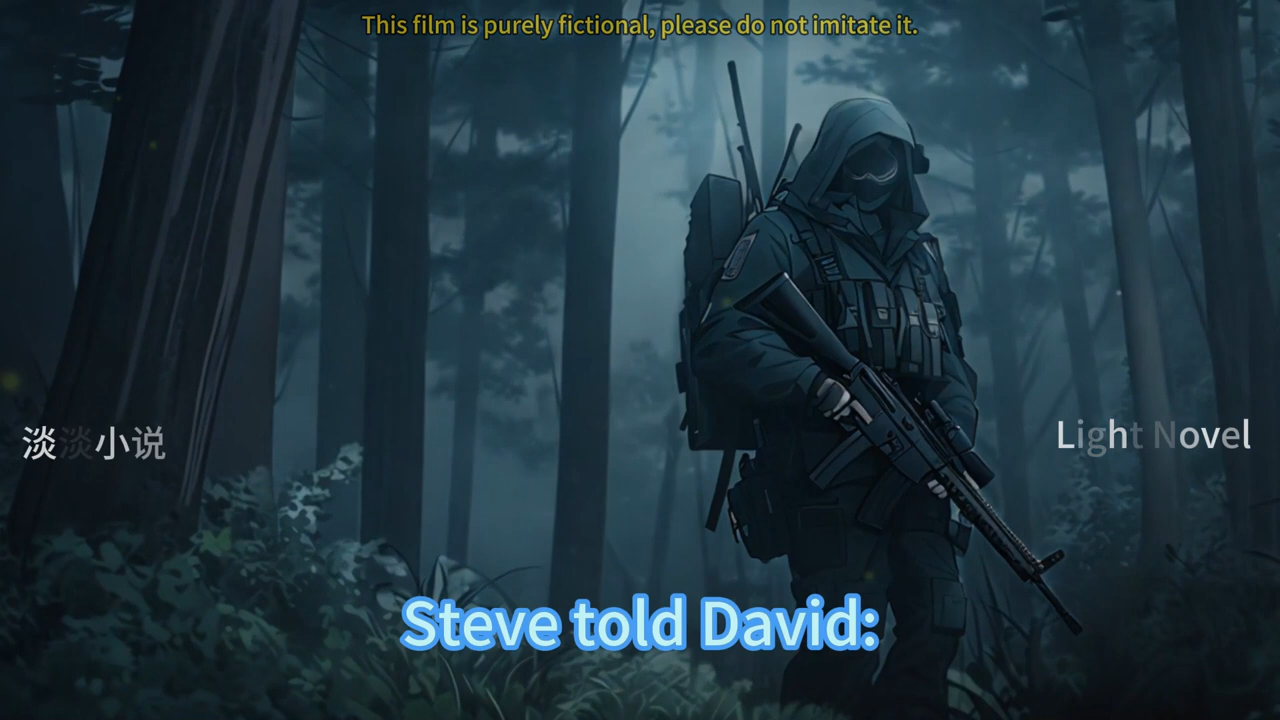 This film is purely fictional, please do not imitate it.
淡淡小说
Light Novel
Steve told David: